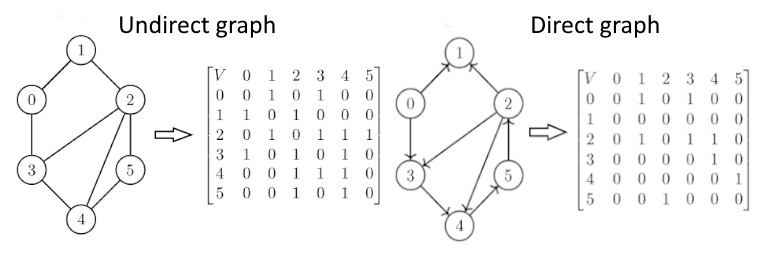 Undirect graph
Direct graph
1
0
2
3
5
4
V 0 1 2 3 4 5
0 0 1 0 1 0 0
1 1 0 1 0 0 0
2 0 1 0 1 1 1
3 1 0 1 0 1 0
4 0 0 1 1 1 0
5 0 0 1 0 1 0
1
0
2
3
5
4
V 0 1 2 3 4 5
0 0 1 0 1 0 0
1 0 0 0 0 0 0
2 0 1 0 1 1 0
3 0 0 0 0 1 0
4 0 0 0 0 0 1
5 0 0 1 0 0 0